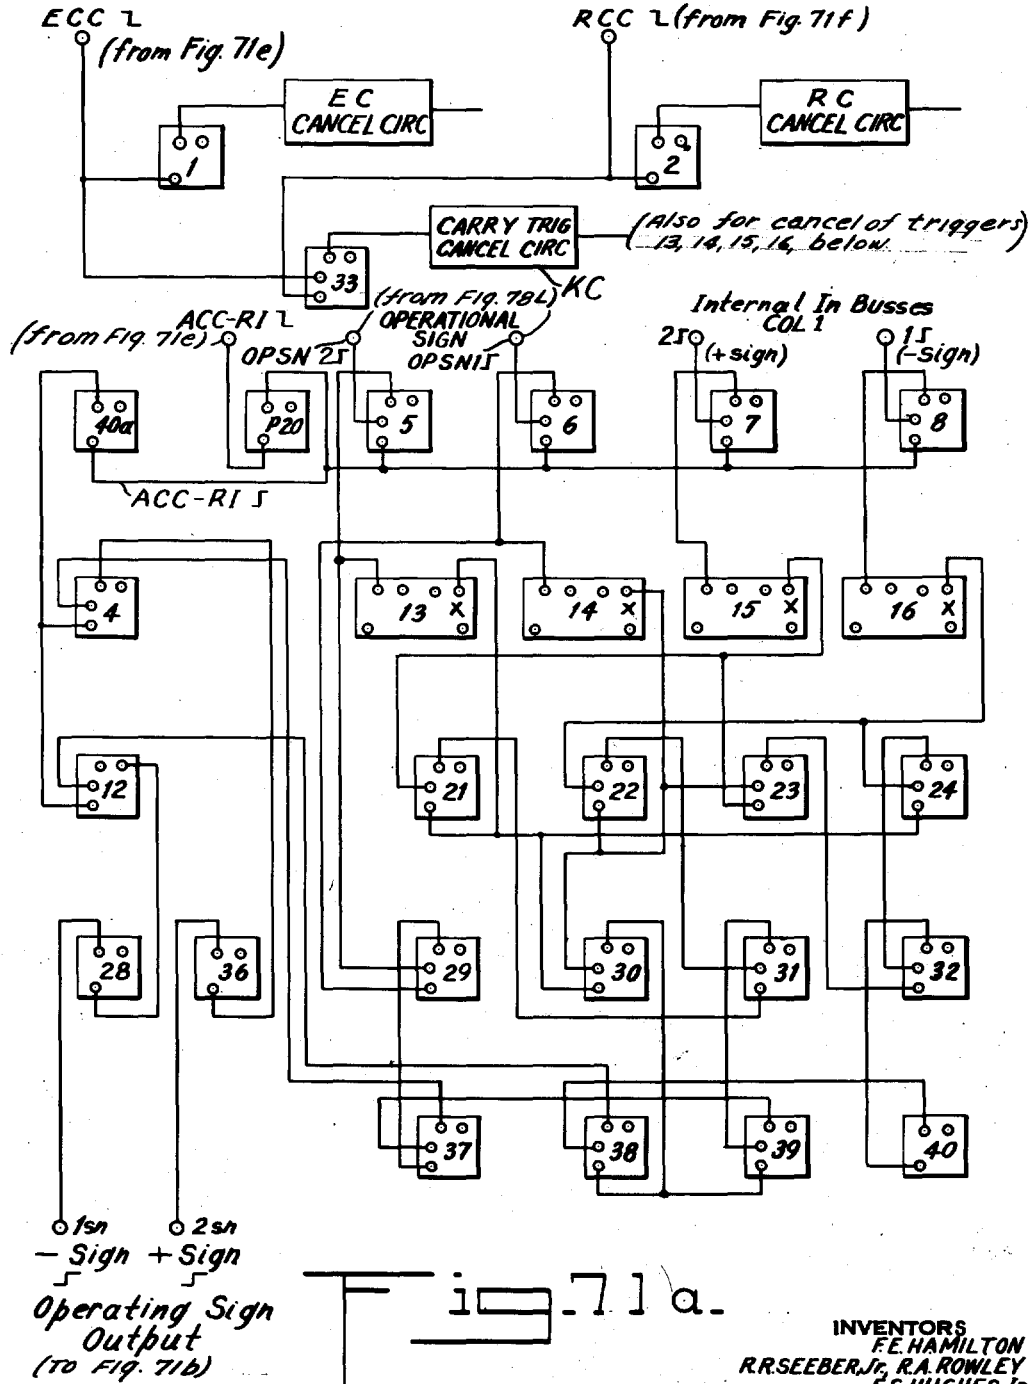 ECC ʅ
(from Fig. 71e)
RCC ʅ (from Fig. 71f)
EC
CANCEL CIRC
RC
CANCEL CIRC
1
2
CARRY TRIG
CANCEL CIRC
(Also for cancel of triggers)
13, 14, 15, 16, below.
33
KC
(from Fig. 78L)
ACC-RI ʅ
(from Fig. 71e)
OPERATIONAL
SIGN
OPSN 2ʃ
OPSN1ʃ
Internal In Busses
COL 1
2ʃ
(+sign)
1ʃ
(-sign)
40a
P20
5
6
7
8
ACC-RI ʃ
4
13 X
14 X
15 X
16 X
12
21
22
23
24
28
36
29
30
31
32
37
38
39
40
1sn
2sn
- Sign
+ Sign
Operating Sign
Output
(TO Fig. 71b)
Fig.71a.
INVENTORS
F.E. HAMILTON
R.R.SEEBER,Jr., R.A.ROWLEY